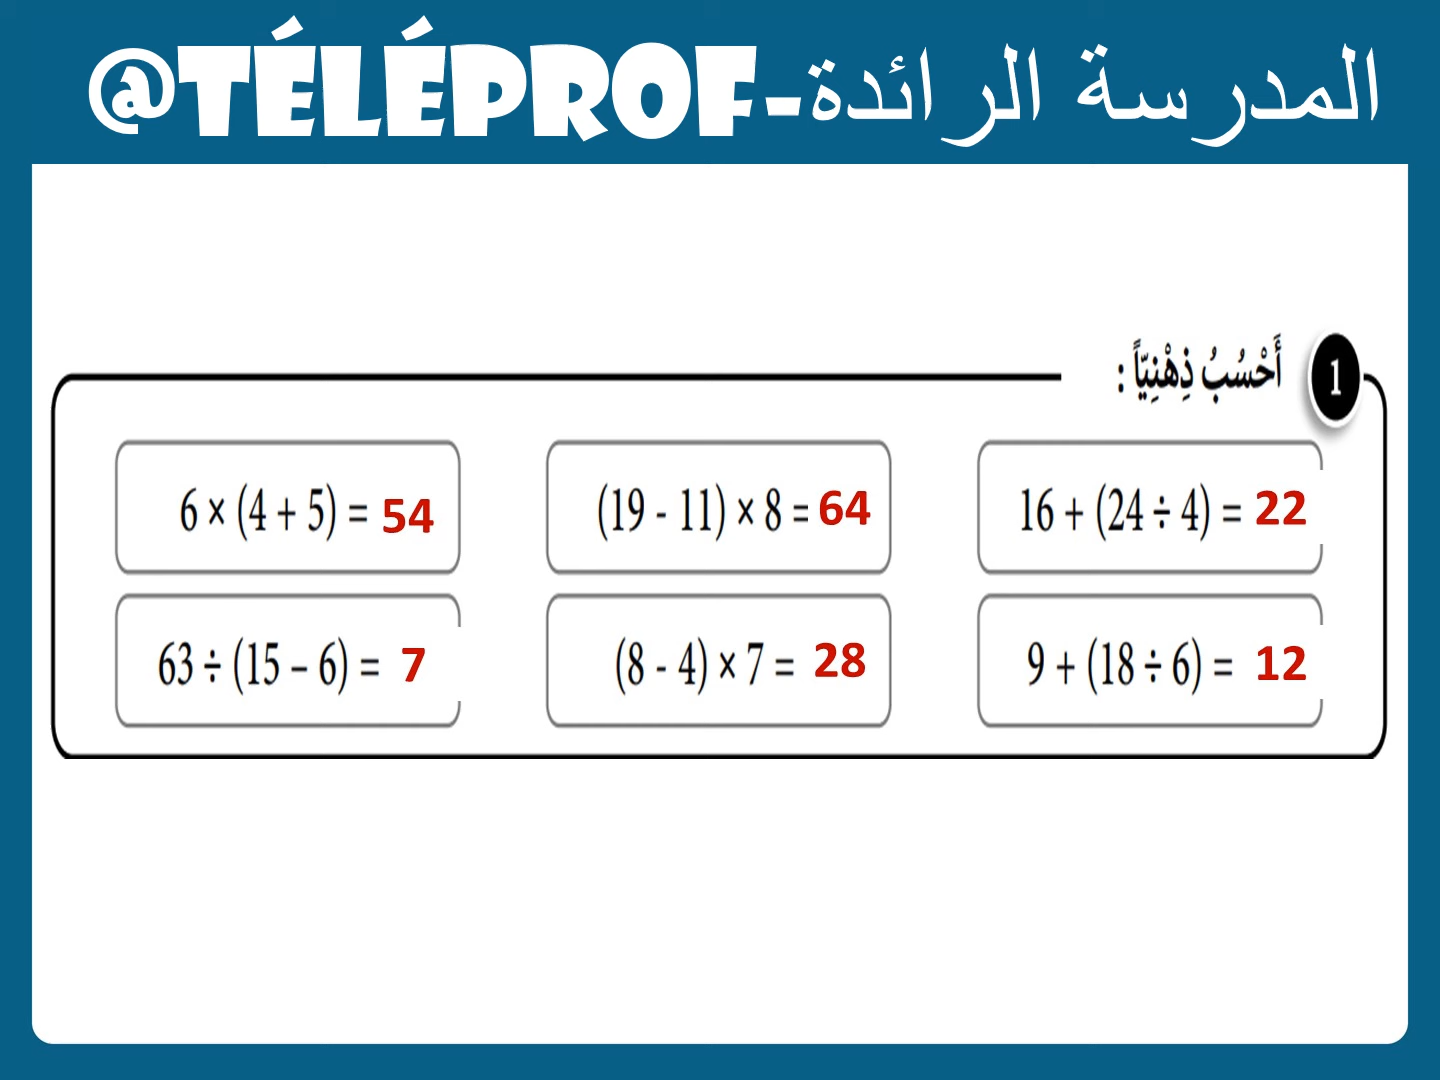 @TÉLÉPROF-المدرسة الرائدة
1 أَحْسُبُ ذِهْنِيّاً :
6 × (4 + 5) = 54
(19 - 11) × 8 = 64
16 + (24 ÷ 4) = 22
63 ÷ (15 – 6) = 7
(8 - 4) × 7 = 28
9 + (18 ÷ 6) = 12